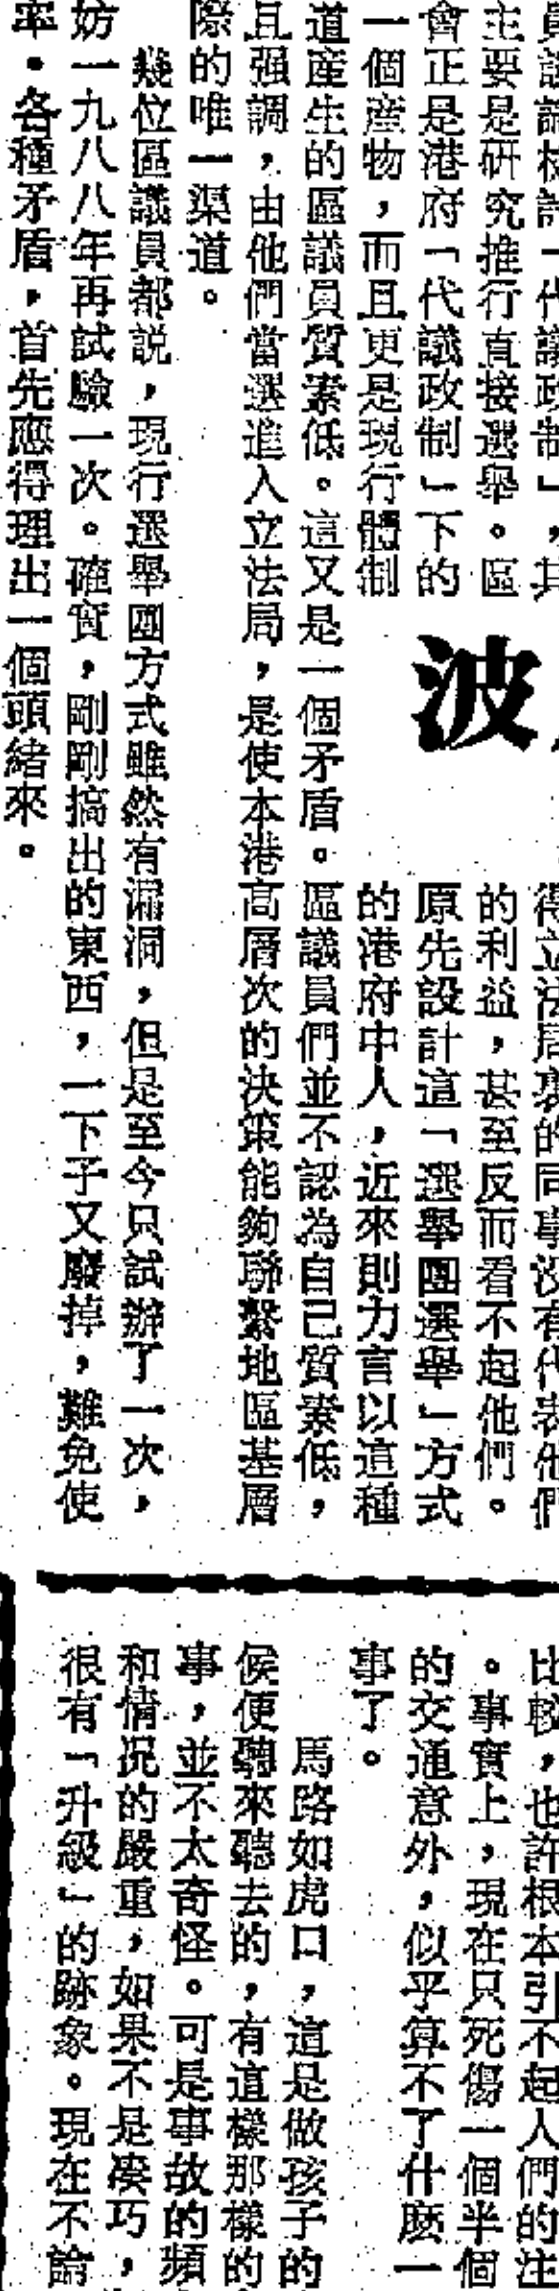 得立法局裏的同事沒有代表他們
的利益，甚至反而看不起他們。
原先設計這「選舉團選舉」方式
的港府中人，近來則力言以這種
主要是研究推行直接選舉。區
會正是港府「代議政制」下的
一個產物，而且更是現行體制
波
道產生的區議員質素低。這又是一個矛盾。區議員們並不認為自己質素低，
且强調，由他們當選進入立法局，是使本港高層次的決策能夠聯繫地區基層
際的唯一渠道。
幾位區議員都説，現行選舉團方式雖然有漏洞，但是至今只試辦了一次，
妨一九八八年再試驗一次。確實，剛剛搞出的東西，一下子又廢掉，難免使
率。各種矛盾，首先應得理出一個頭緒來。
比較，也許根本引不起人們的注
。事實上，現在只死傷一個半個
的交通意外，似乎算不了什麽一
事了。
馬路如虎口，這是做孩子的
候便聽來聽去的，有這樣那樣的
事，並不太奇怪。可是事故的頻
和情況的嚴重，如果不是湊巧，
很有「升級」的跡象。現在不論